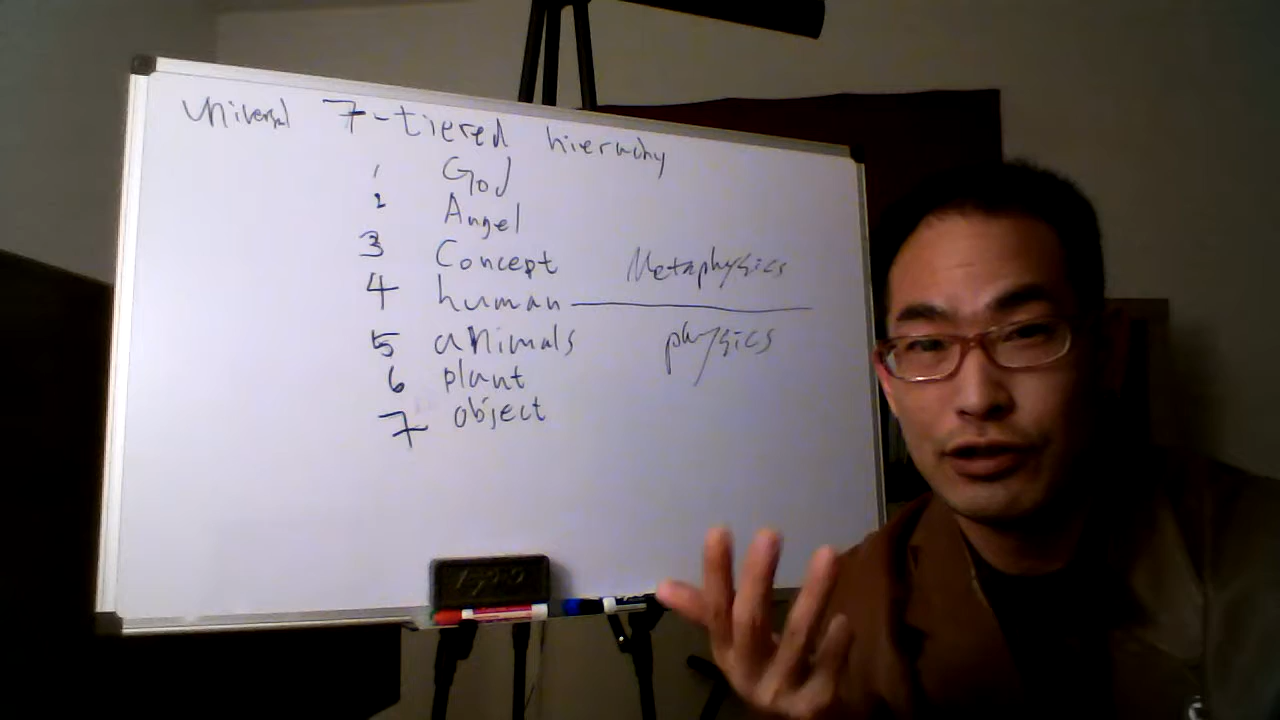 universal 7-tiered hierachy
1 God
2 Angel
3 Concept Metaphysics
4 human
5 animals physics
6 plant
7 object